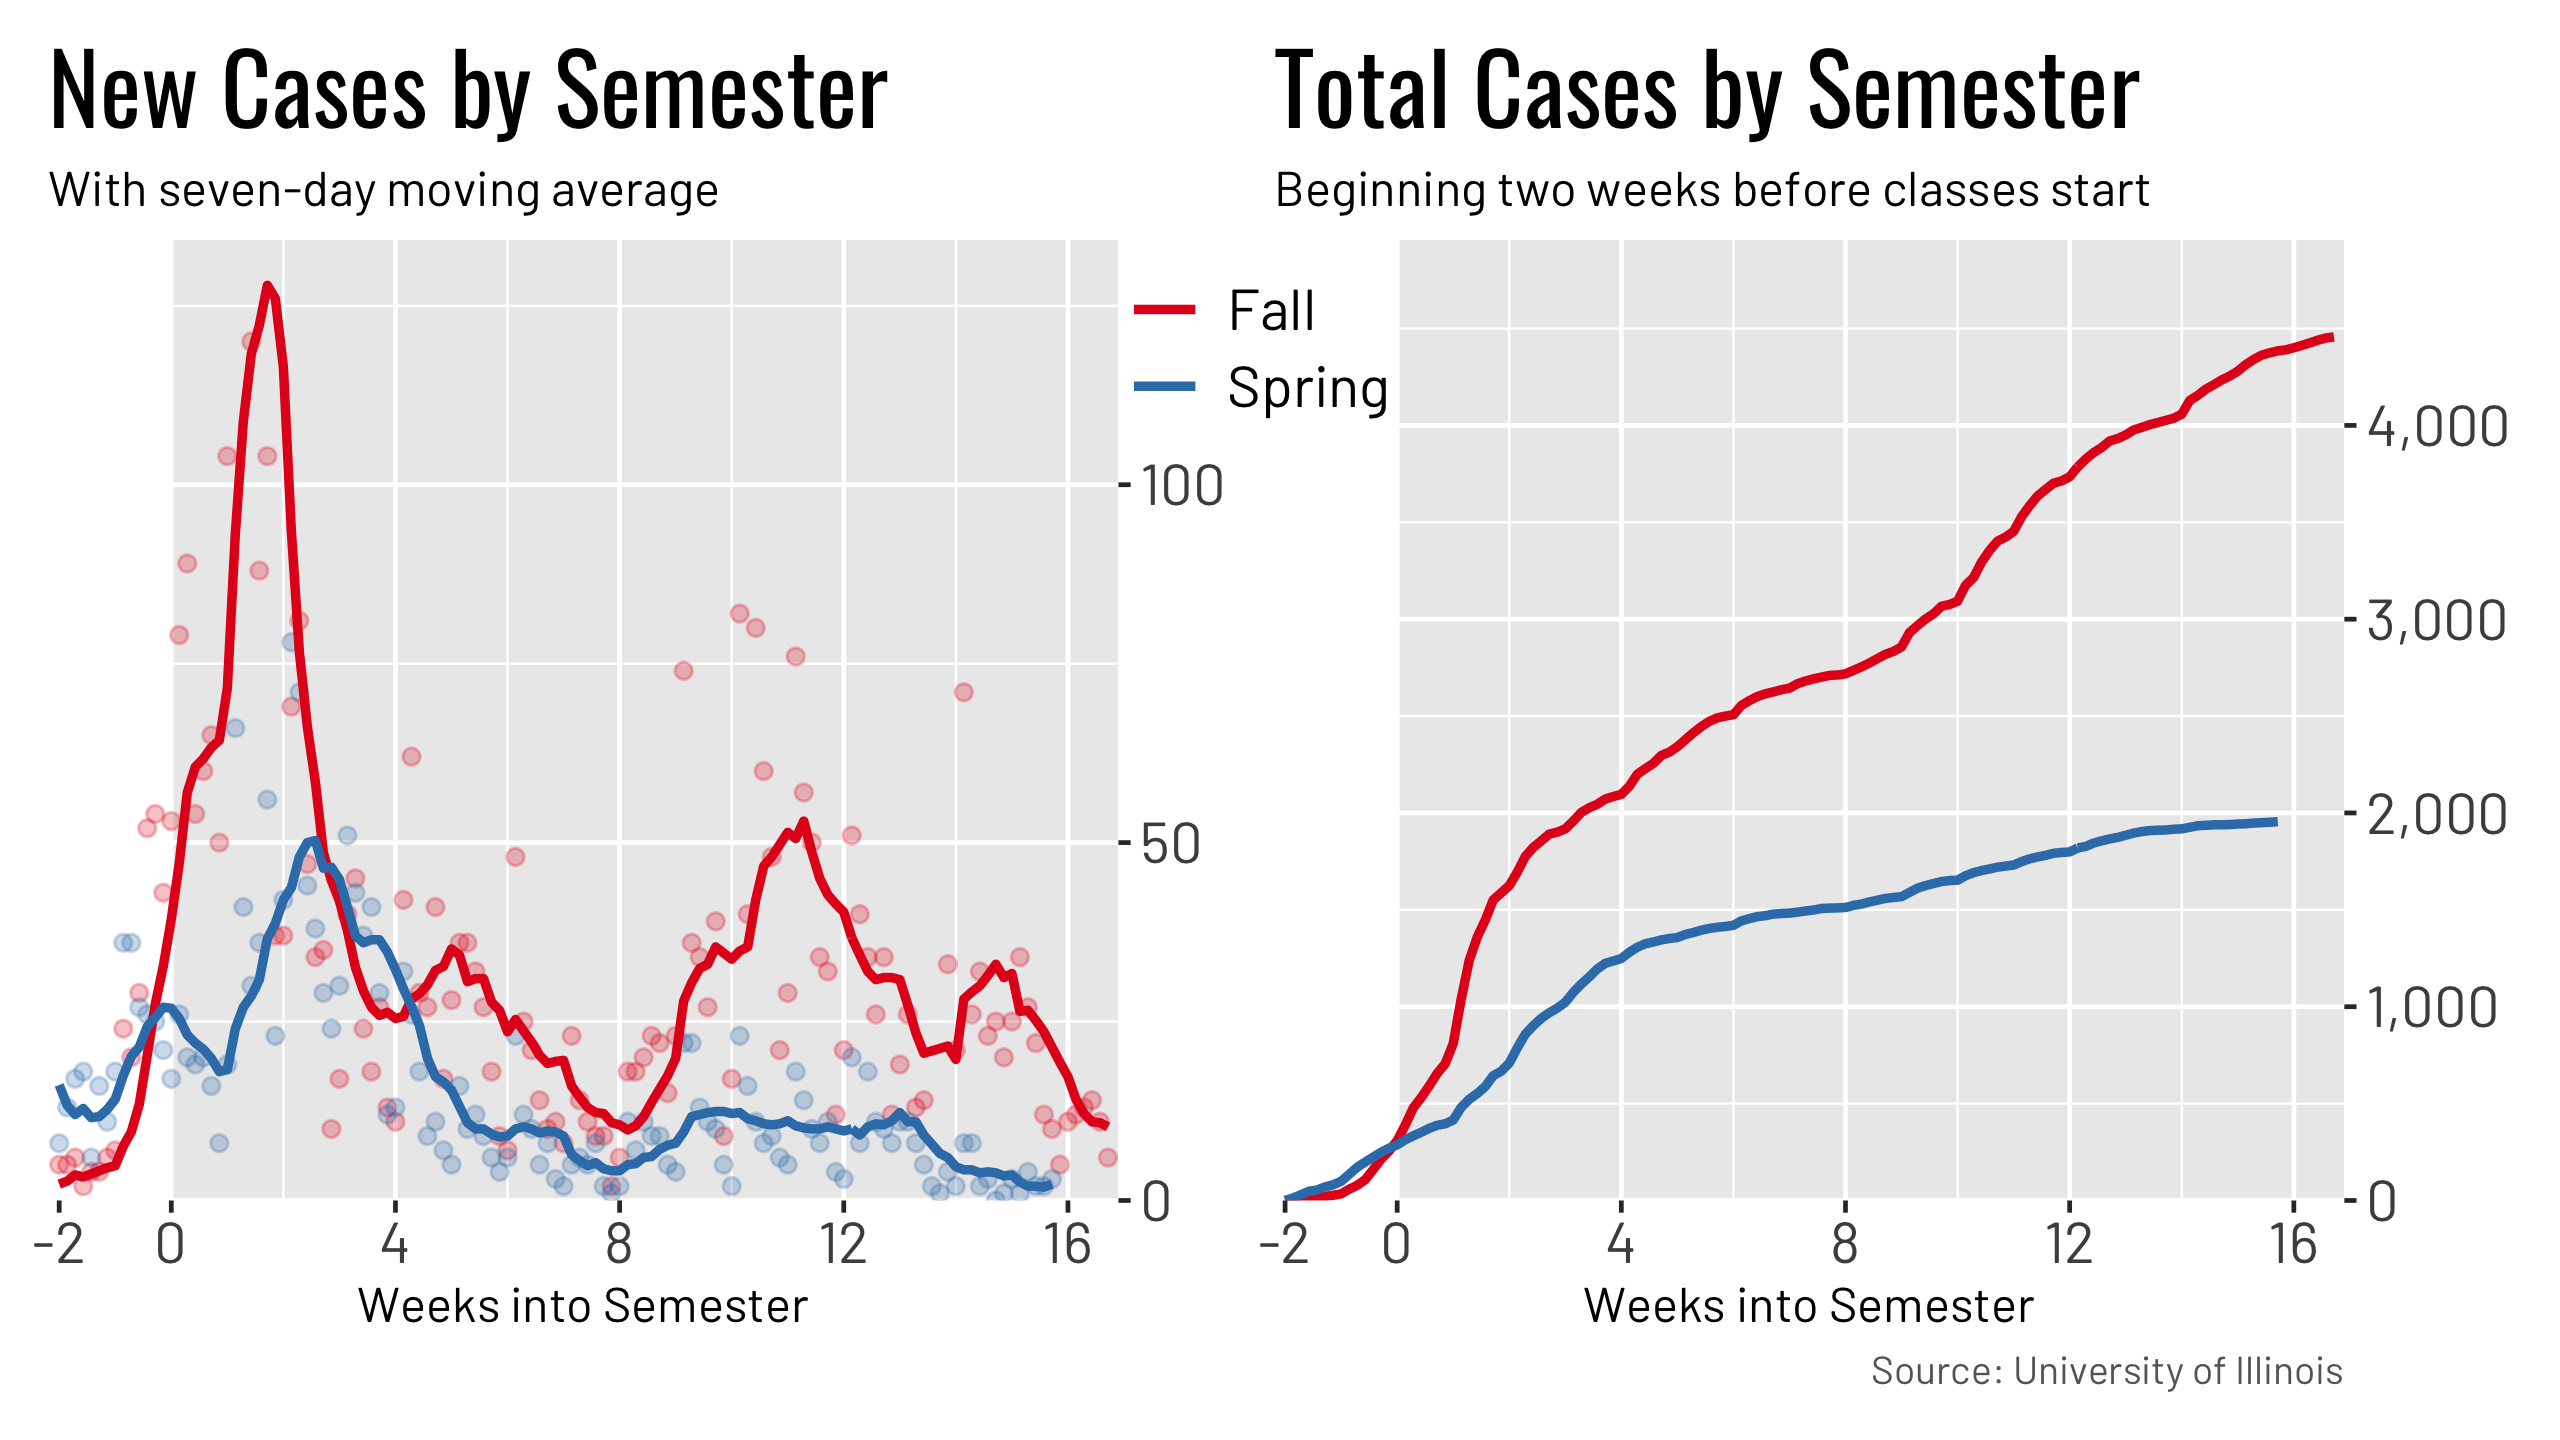 New Cases by Semester
With seven-day moving average
Fall
Spring
100
50
0
-2 0 4 8 12 16
Weeks into Semester
Total Cases by Semester
Beginning two weeks before classes start
4,000
3,000
2,000
1,000
0
-2 0 4 8 12 16
Weeks into Semester
Source: University of Illinois